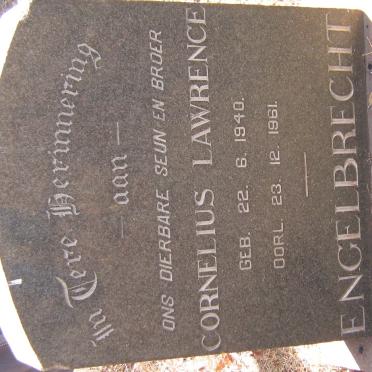 In Tere Herinnering
— aan —
ONS DIERBARE SEUN EN BROER
CORNELIUS LAWRENCE
GEB. 22. 6. 1940.
OORL. 23. 12. 1961.
ENGELBRECHT